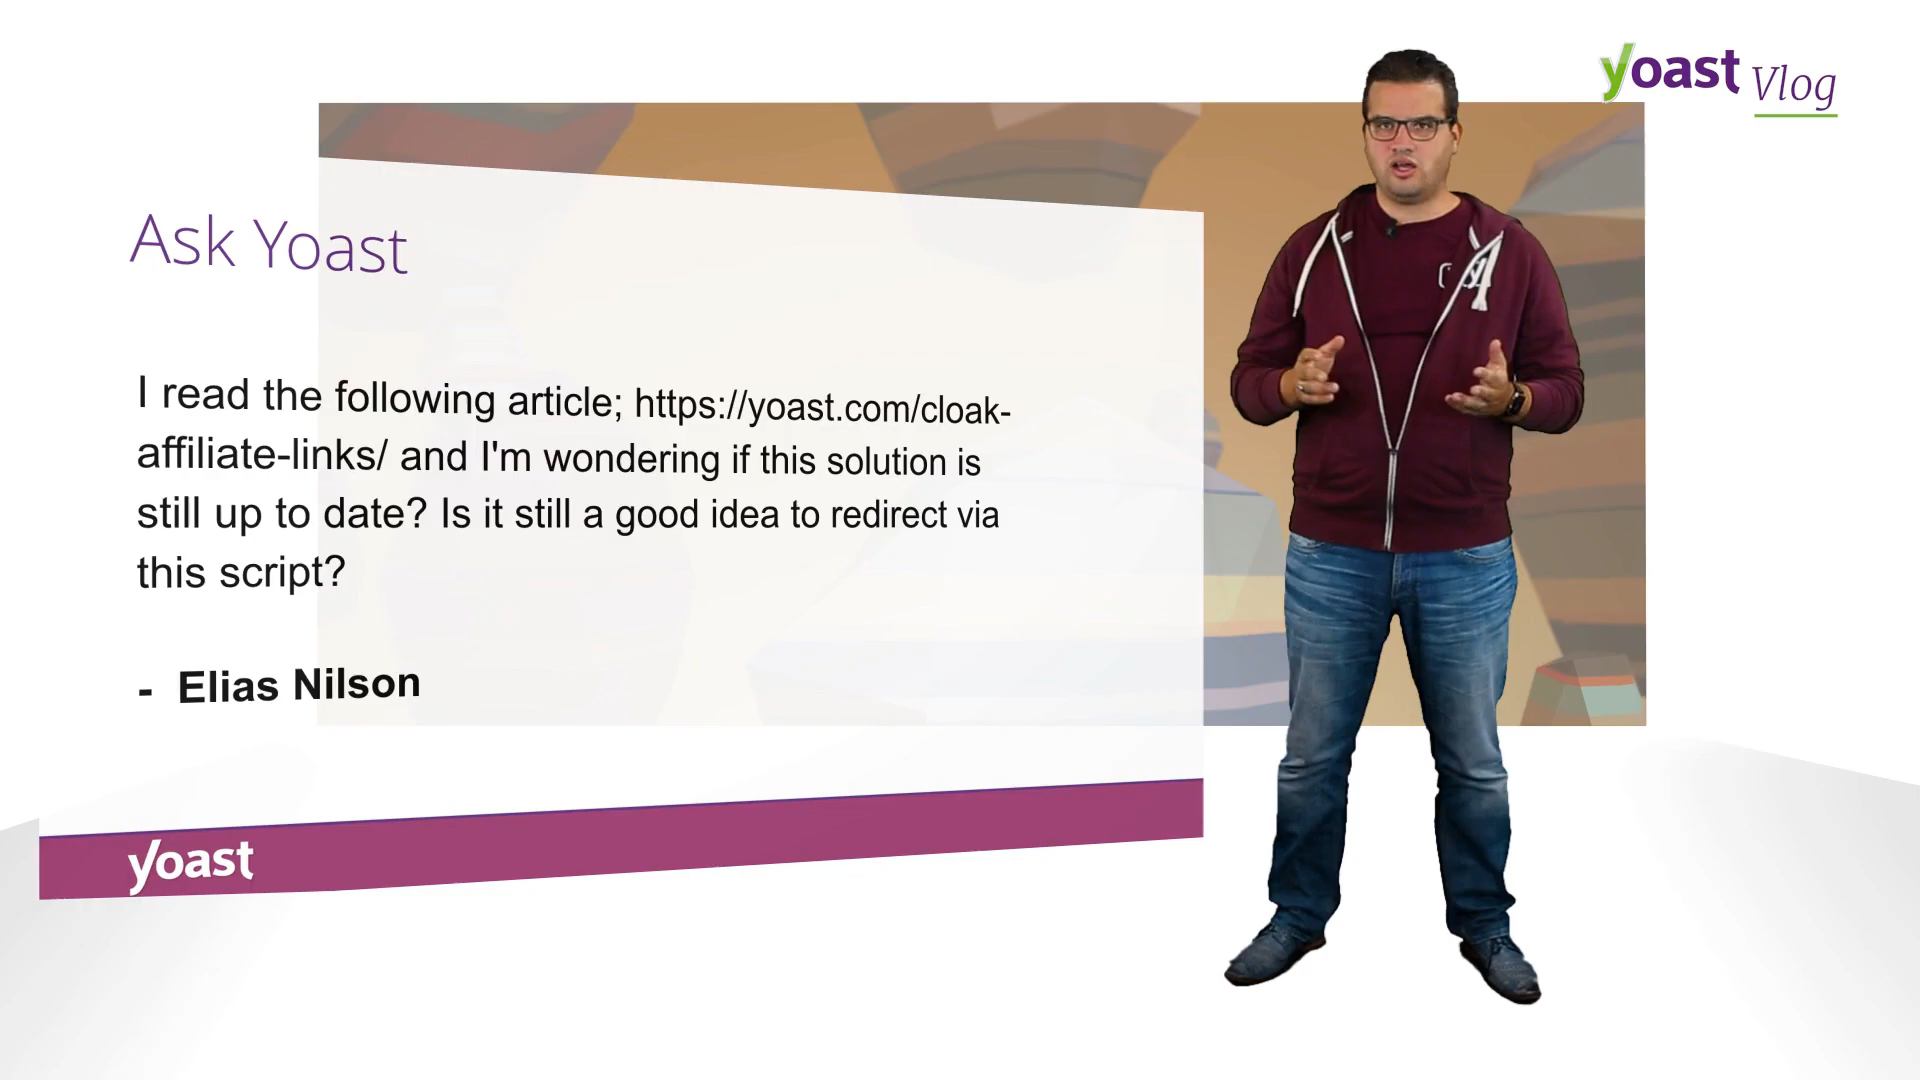 yoast Vlog
Ask Yoast
I read the following article; https://yoast.com/cloak-
affiliate-links/ and I'm wondering if this solution is
still up to date? Is it still a good idea to redirect via
this script?
- Elias Nilson
yoast